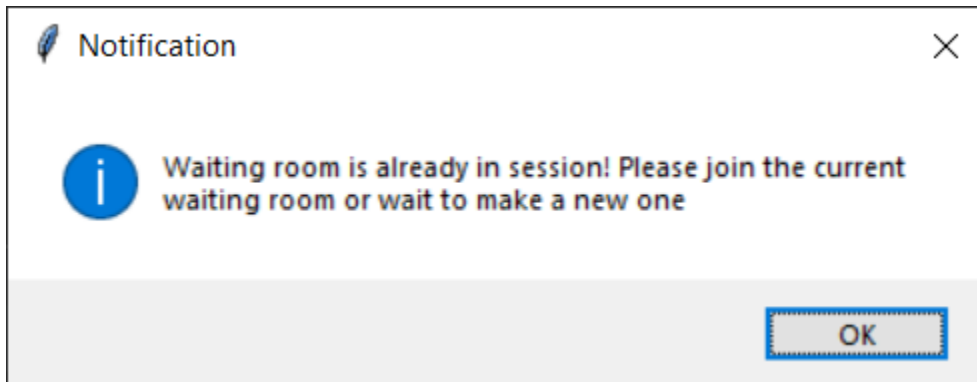 Notification
Waiting room is already in session! Please join the current
waiting room or wait to make a new one
OK